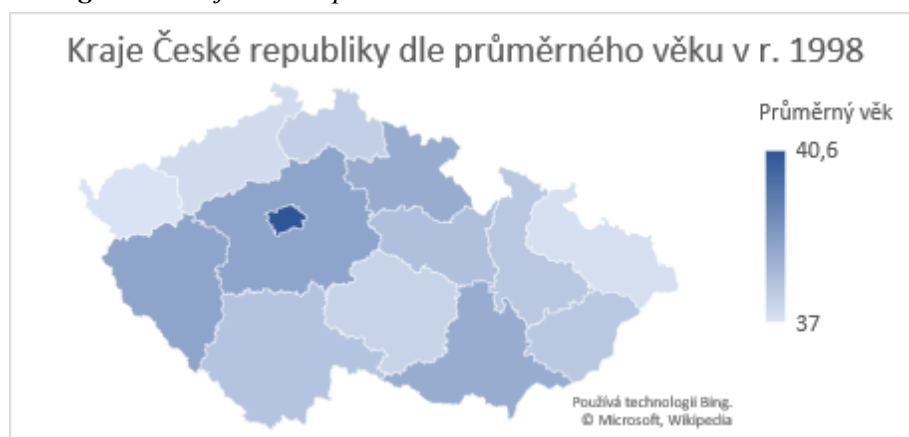 Kraje České republiky dle průměrného věku v r. 1998
Průměrný věk
40,6
37
Používá technologii Bing.
© Microsoft, Wikipedia